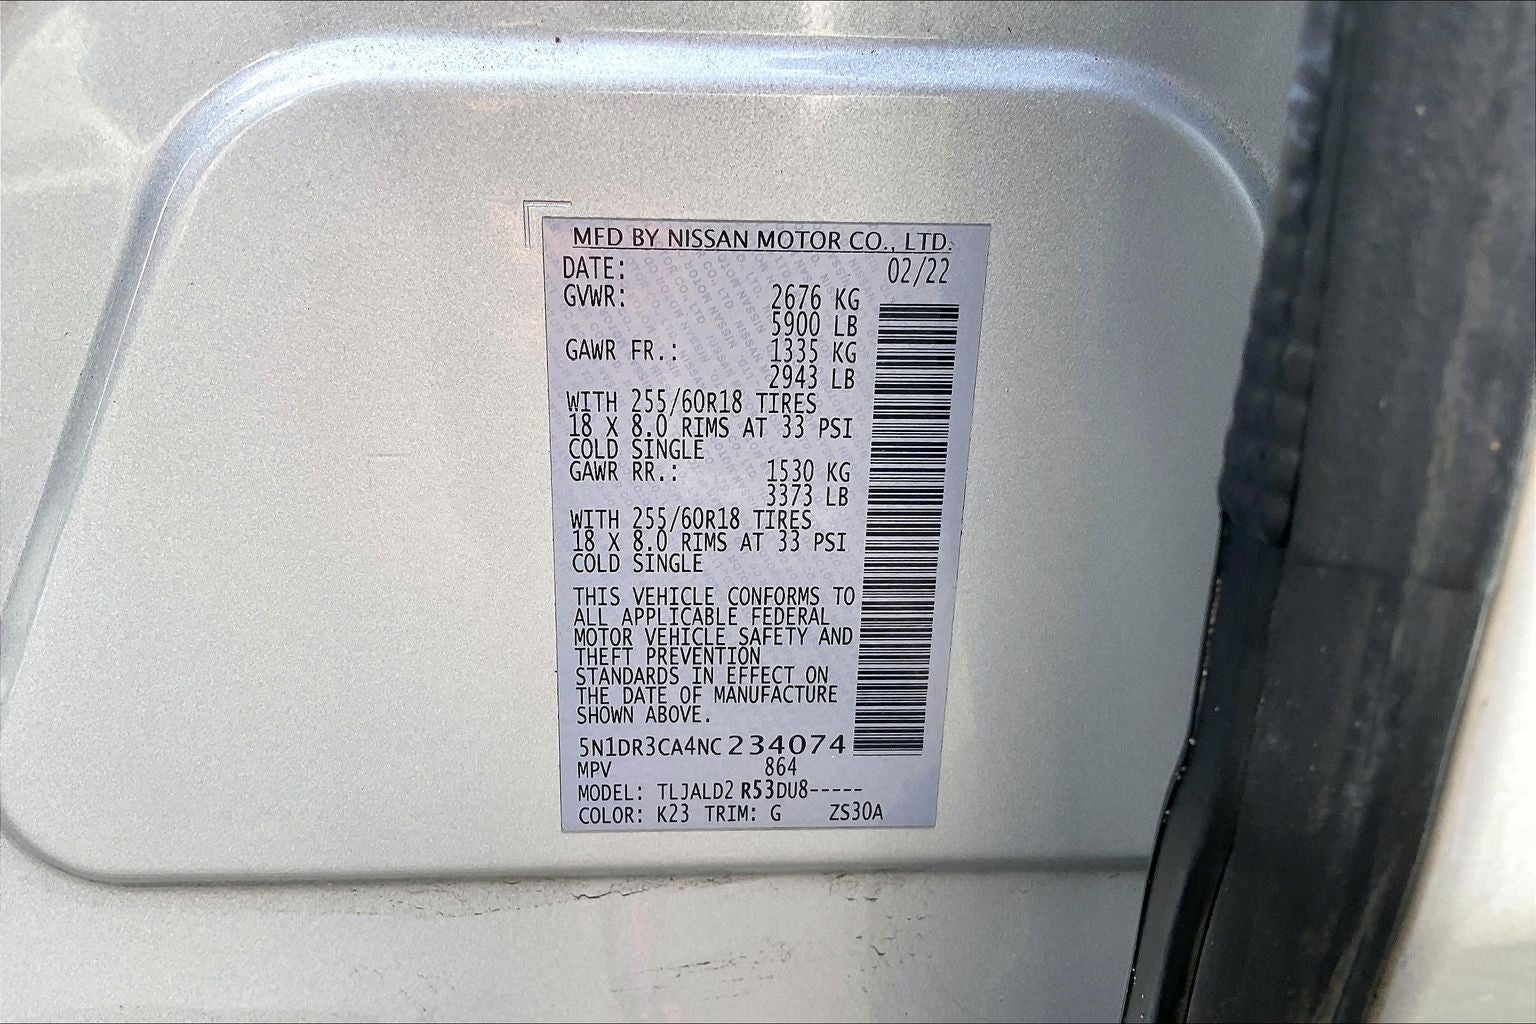 MFD BY NISSAN MOTOR CO., LTD.
DATE: 02/22
GVWR: 2676 KG
5900 LB
GAWR FR.: 1335 KG
2943 LB
WITH 255/60R18 TIRES
18 X 8.0 RIMS AT 33 PSI
COLD SINGLE
GAWR RR.: 1530 KG
3373 LB
WITH 255/60R18 TIRES
18 X 8.0 RIMS AT 33 PSI
COLD SINGLE
THIS VEHICLE CONFORMS TO
ALL APPLICABLE FEDERAL
MOTOR VEHICLE SAFETY AND
THEFT PREVENTION
STANDARDS IN EFFECT ON
THE DATE OF MANUFACTURE
SHOWN ABOVE.
5N1DR3CA4NC234074
MPV 864
MODEL: TLJALD2 R53DU8-----
COLOR: K23 TRIM: G ZS30A